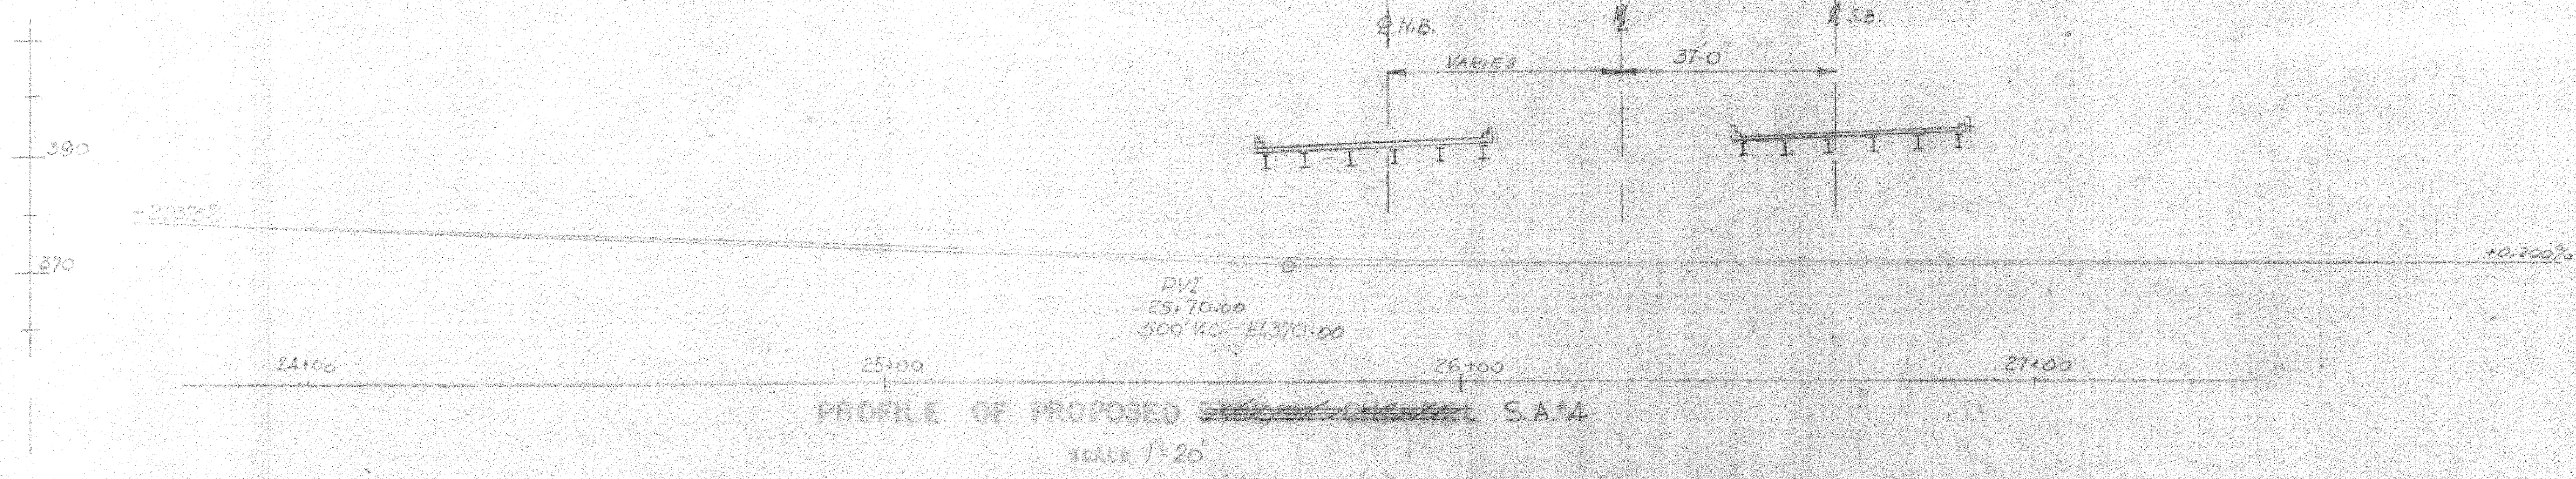 ℄ N.B.
℄ S.B.
VARIES
37'-0"
390
370
+0.200%
PVI
25+70.00
500' V.C. EL370.00
24+00
25+00
26+00
27+00
PROFILE OF PROPOSED S.A.#4
SCALE 1"=20'